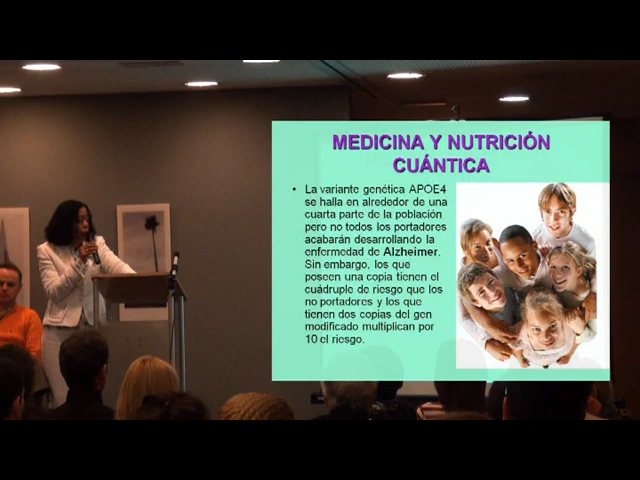 MEDICINA Y NUTRICIÓN
CUÁNTICA
• La variante genética APOE4
se halla en alrededor de una
cuarta parte de la población
pero no todos los portadores
acabarán desarrollando la
enfermedad de Alzheimer.
Sin embargo, los que
poseen una copia tienen el
cuádruple de riesgo que los
no portadores y los que
tienen dos copias del gen
modificado multiplican por
10 el riesgo.